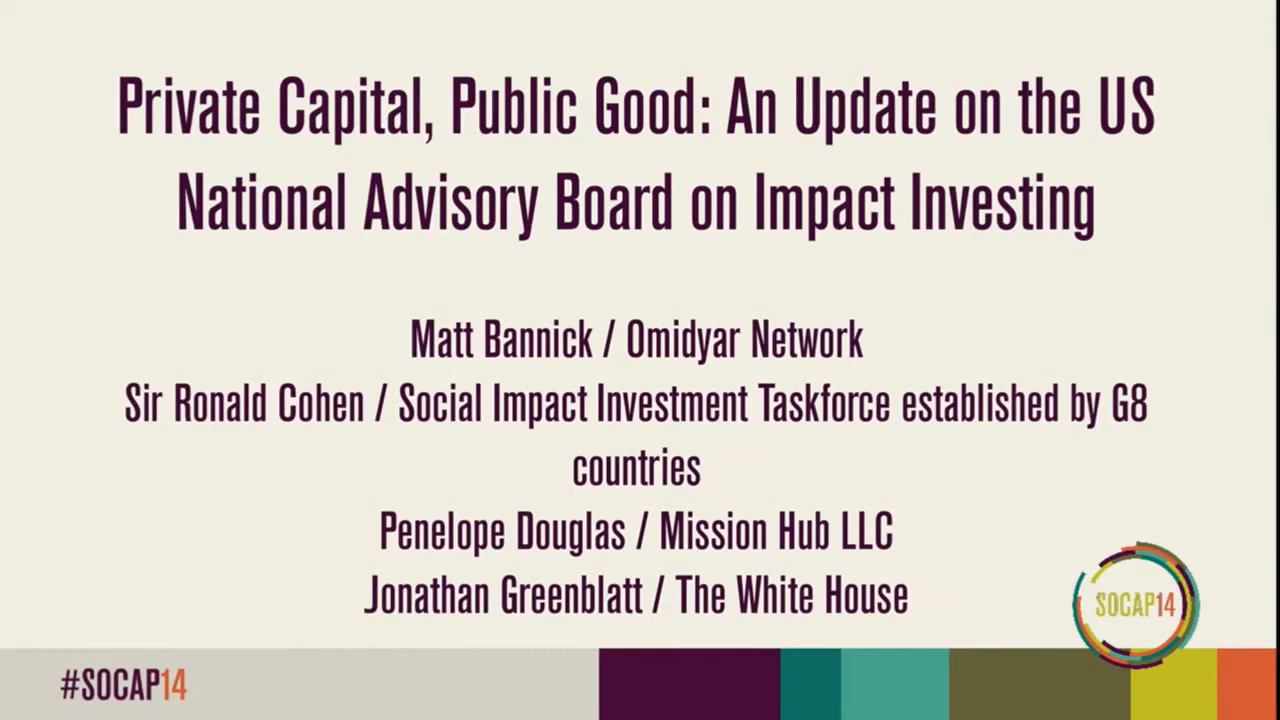 Private Capital, Public Good: An Update on the US
National Advisory Board on Impact Investing
Matt Bannick / Omidyar Network
Sir Ronald Cohen / Social Impact Investment Taskforce established by G8
countries
Penelope Douglas / Mission Hub LLC
Jonathan Greenblatt / The White House
SOCAP14
#SOCAP14